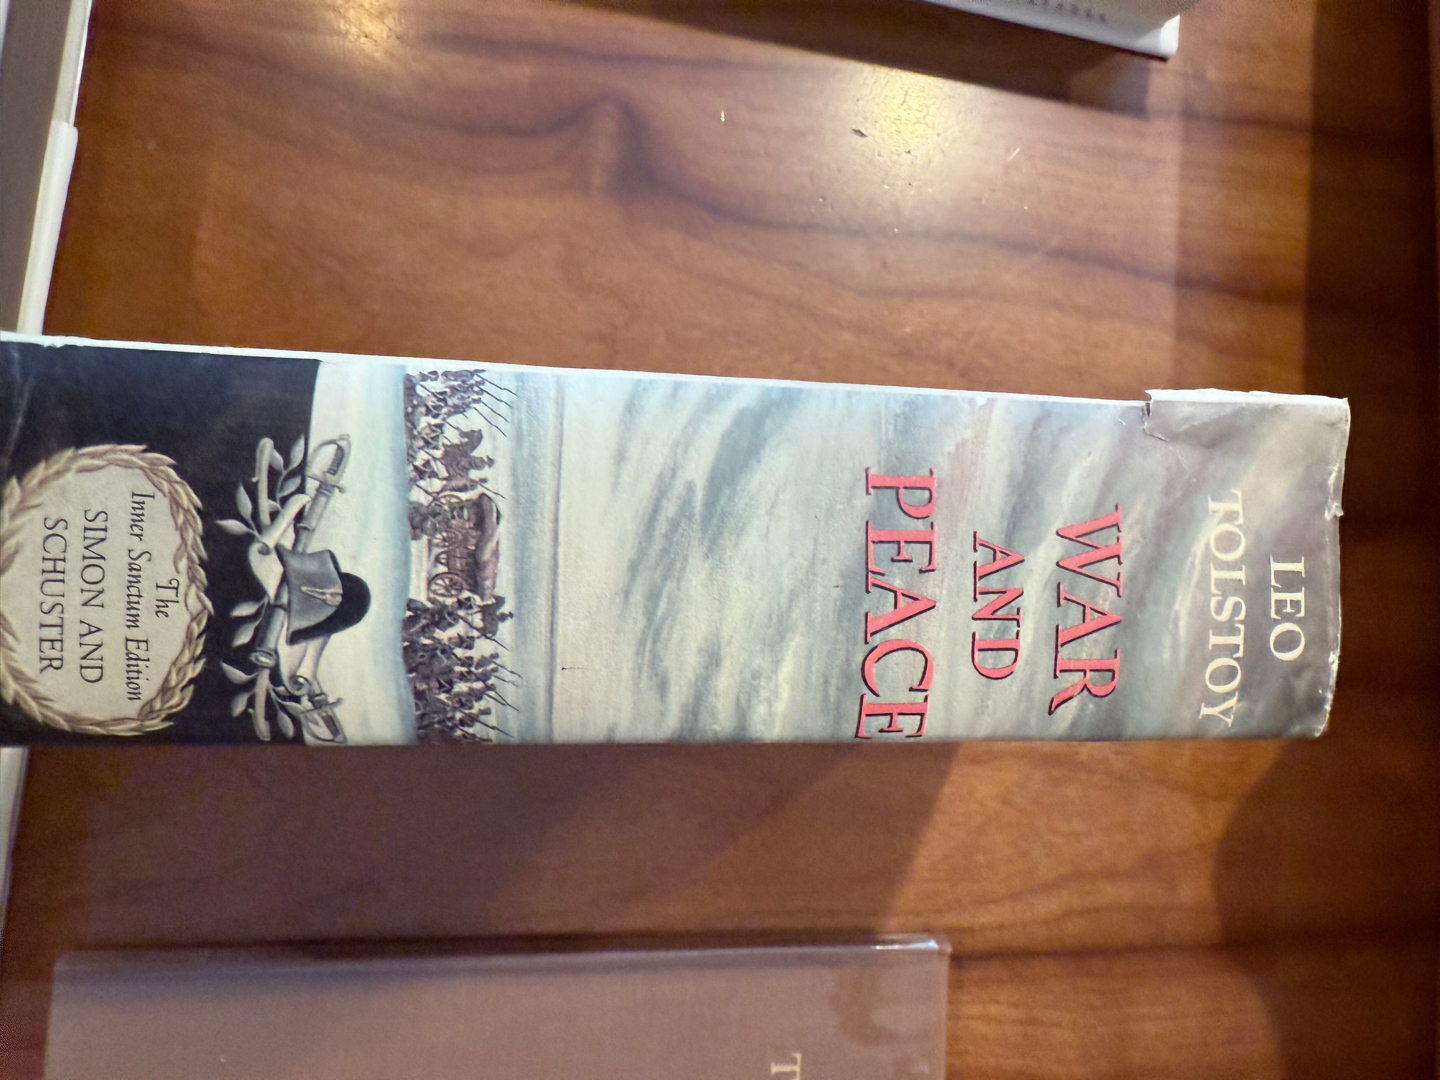 LEO
TOLSTOY
WAR
AND
PEACE
The
Inner Sanctum Edition
SIMON AND
SCHUSTER
T